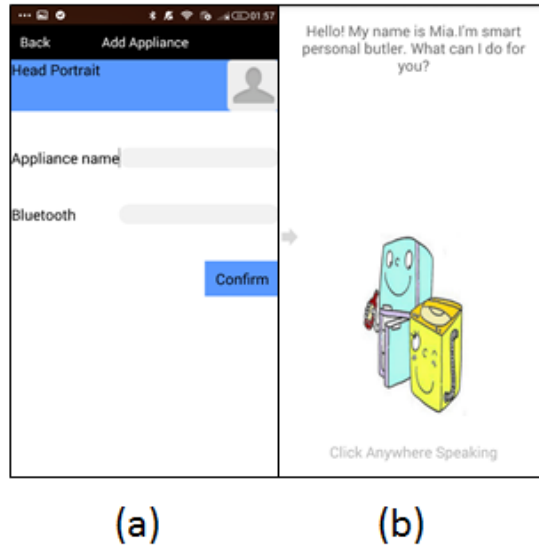 01:57
Back Add Appliance
Head Portrait
Appliance name
Bluetooth
Confirm
Hello! My name is Mia.I'm smart
personal butler. What can I do for
you?
Click Anywhere Speaking
(a) (b)